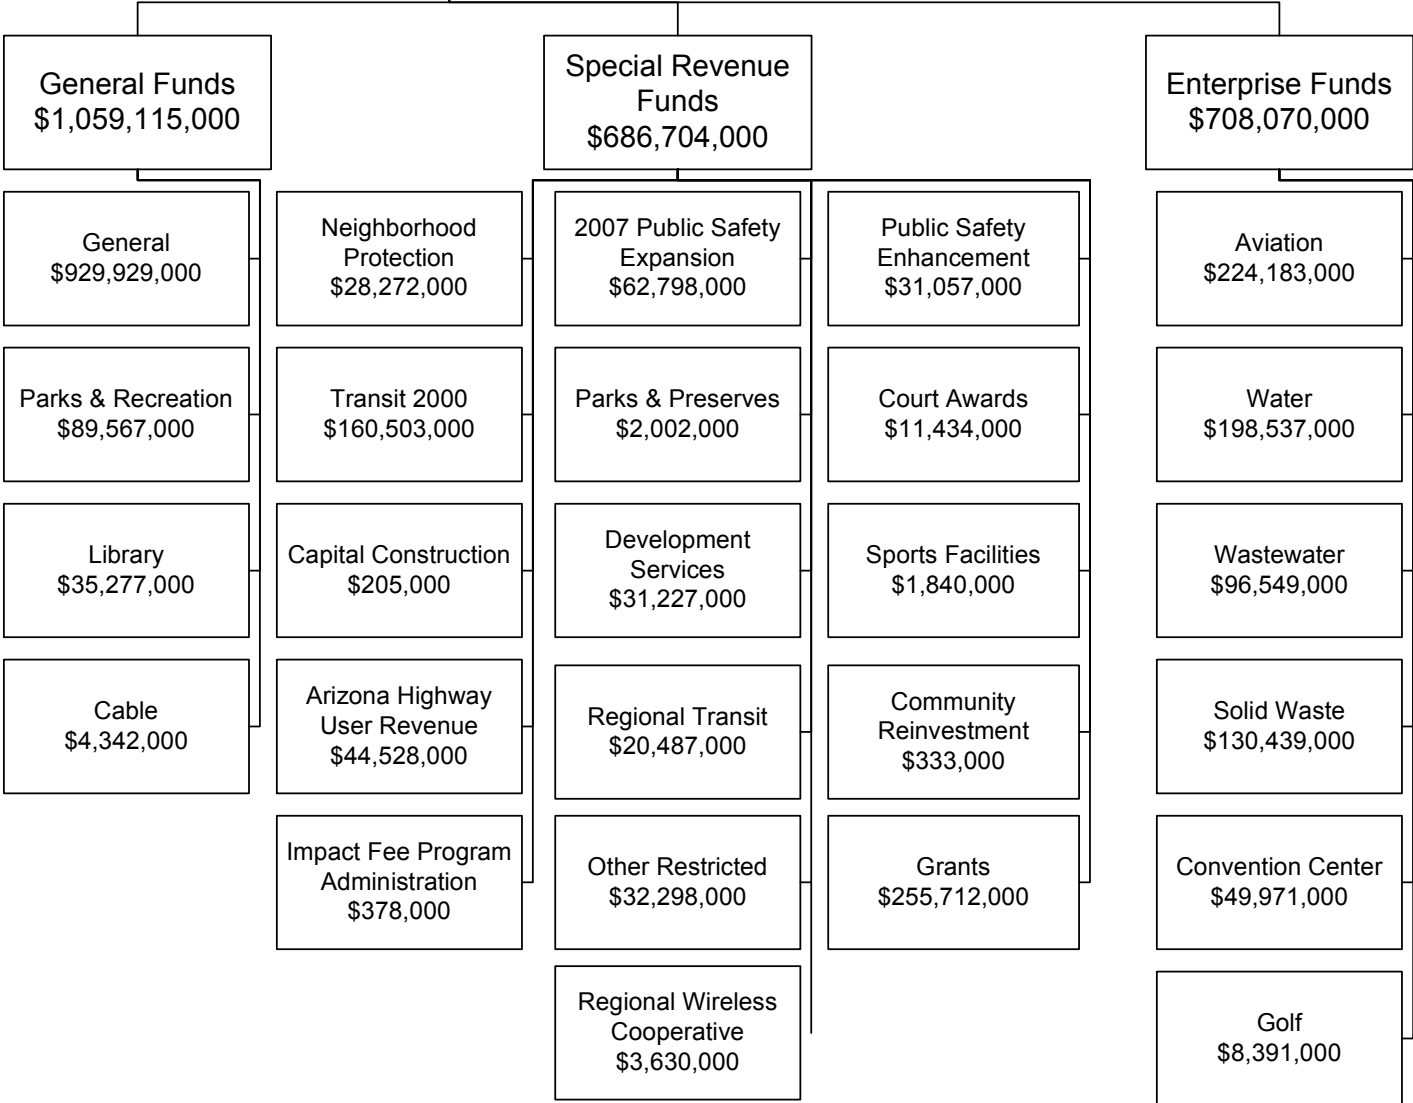 General Funds
$1,059,115,000
Special Revenue
Funds
$686,704,000
Enterprise Funds
$708,070,000
General
$929,929,000
Neighborhood
Protection
$28,272,000
2007 Public Safety
Expansion
$62,798,000
Public Safety
Enhancement
$31,057,000
Aviation
$224,183,000
Parks & Recreation
$89,567,000
Transit 2000
$160,503,000
Parks & Preserves
$2,002,000
Court Awards
$11,434,000
Water
$198,537,000
Library
$35,277,000
Capital Construction
$205,000
Development
Services
$31,227,000
Sports Facilities
$1,840,000
Wastewater
$96,549,000
Cable
$4,342,000
Arizona Highway
User Revenue
$44,528,000
Regional Transit
$20,487,000
Community
Reinvestment
$333,000
Solid Waste
$130,439,000
Impact Fee Program
Administration
$378,000
Other Restricted
$32,298,000
Grants
$255,712,000
Convention Center
$49,971,000
Regional Wireless
Cooperative
$3,630,000
Golf
$8,391,000